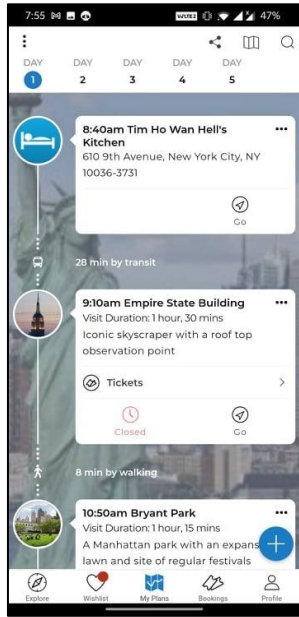 7:55
47%
DAY DAY DAY DAY DAY
1 2 3 4 5
8:40am Tim Ho Wan Hell's
Kitchen
610 9th Avenue, New York City, NY
10036-3731
Go
28 min by transit
9:10am Empire State Building
Visit Duration: 1 hour, 30 mins
Iconic skyscraper with a roof top
observation point
Tickets
Closed
Go
8 min by walking
10:50am Bryant Park
Visit Duration: 1 hour, 15 mins
A Manhattan park with an expans
lawn and site of regular festivals
Explore Wishlist My Plans Bookings Profile